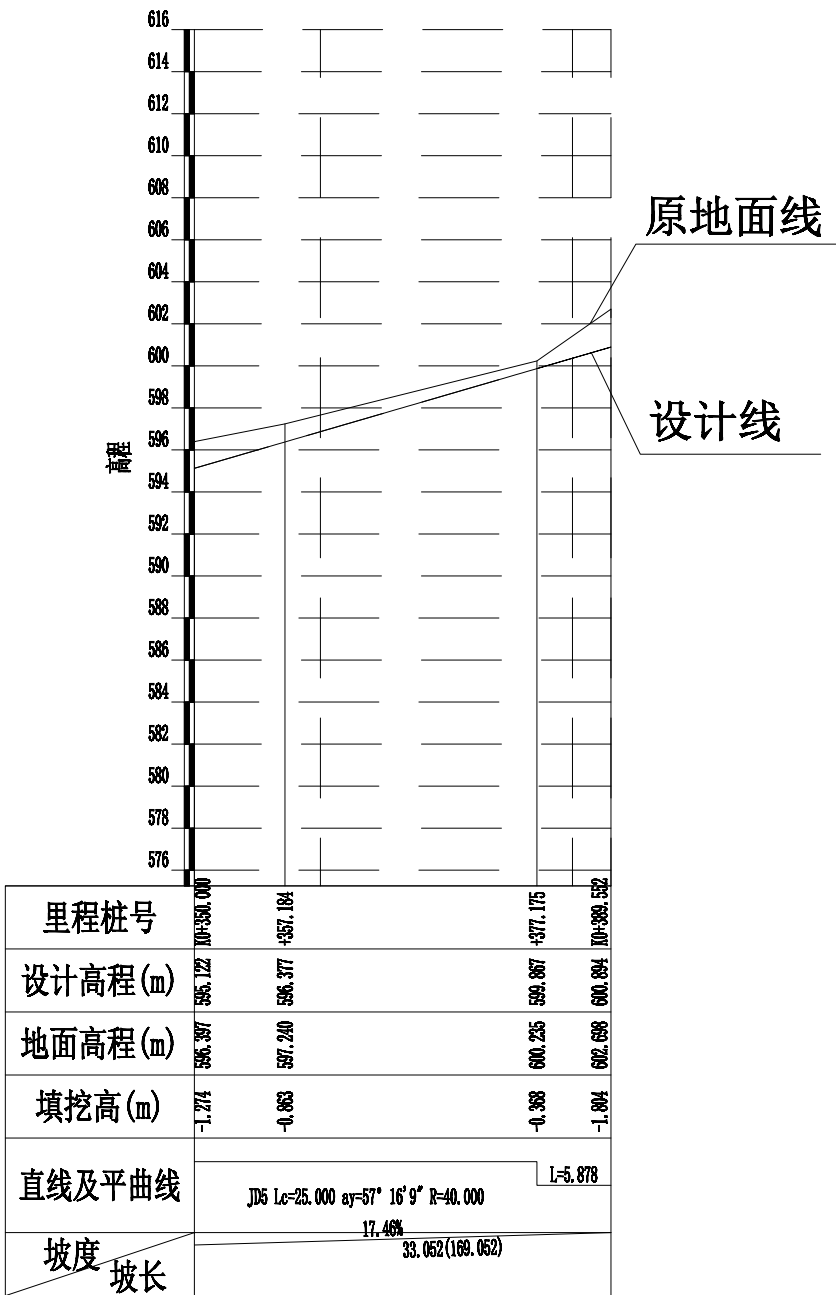 616
614
612
610
608
606
604
602
600
598
596
594
592
590
588
586
584
582
580
578
576
高程
原地面线
设计线
里程桩号 K0+350.000 +357.184 +377.175 K0+389.552
设计高程(m) 595.122 596.377 599.867 600.894
地面高程(m) 596.397 597.240 600.235 602.698
填挖高(m) -1.274 -0.863 -0.368 -1.804
直线及平曲线 JD5 Lc=25.000 ay=57° 16′9″ R=40.000 L=5.878
坡度 17.46%
坡长 33.052(169.052)